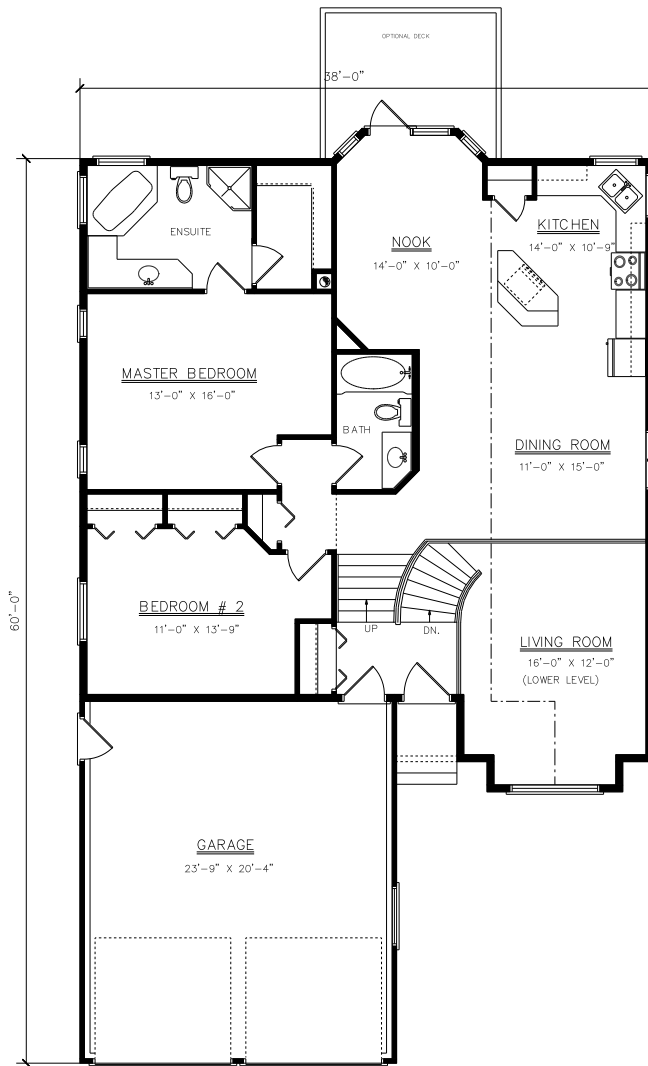 OPTIONAL DECK
38'-0"
ENSUITE
KITCHEN
14'-0" X 10'-9"
NOOK
14'-0" X 10'-0"
MASTER BEDROOM
13'-0" X 16'-0"
BATH
DINING ROOM
11'-0" X 15'-0"
60'-0"
BEDROOM # 2
11'-0" X 13'-9"
UP
DN.
LIVING ROOM
16'-0" X 12'-0"
(LOWER LEVEL)
GARAGE
23'-9" X 20'-4"